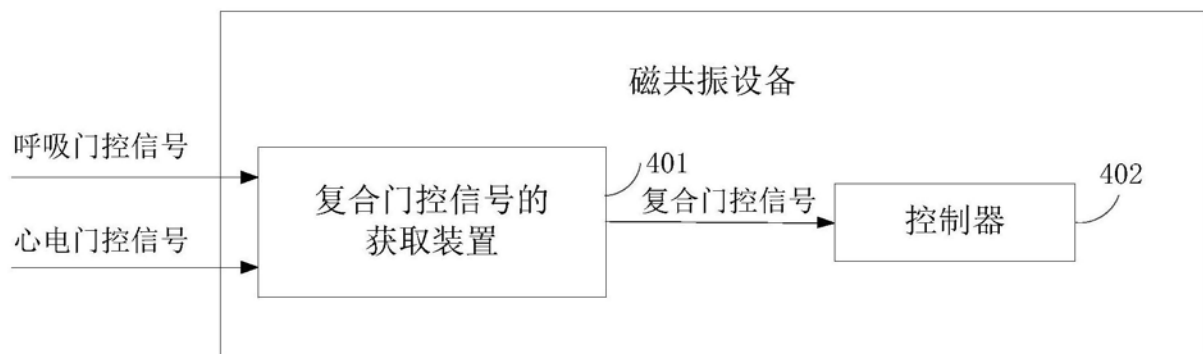 磁共振设备
呼吸门控信号
401
复合门控信号的
获取装置
复合门控信号
402
控制器
心电门控信号